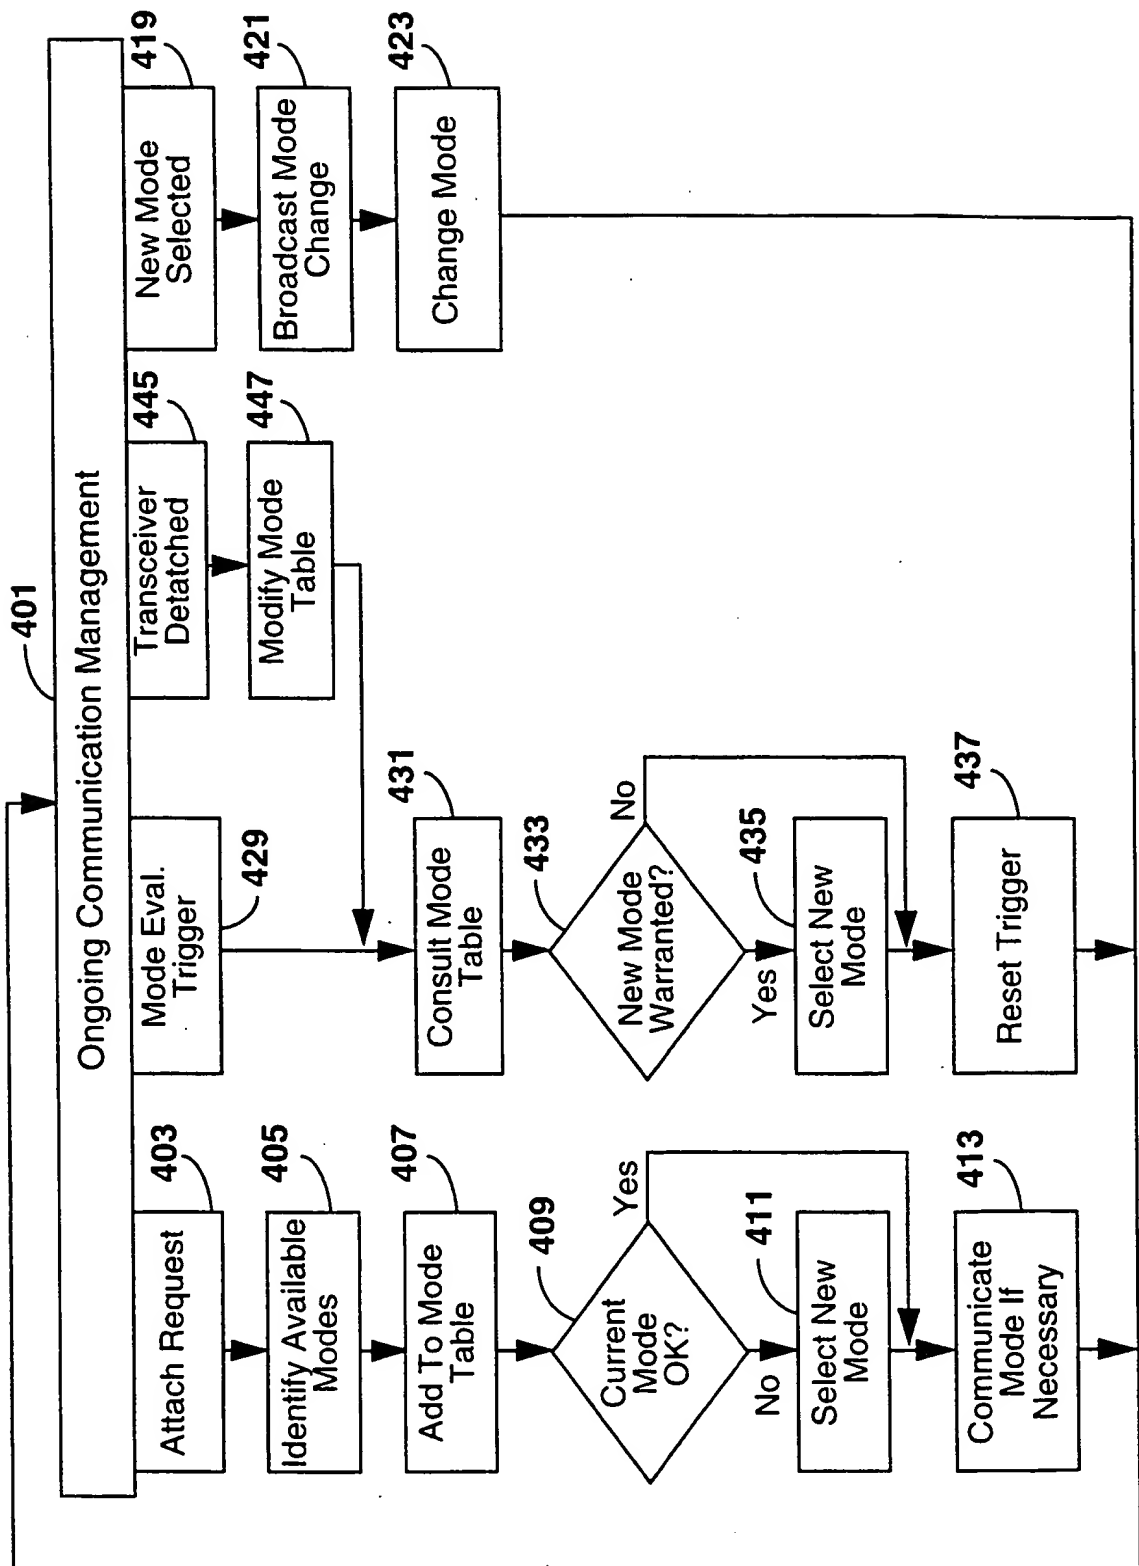 401
Ongoing Communication Management
Attach Request
403
Identify Available
Modes
405
Add To Mode
Table
407
Current
Mode
OK?
409
Yes
No
Select New
Mode
411
Communicate
Mode If
Necessary
413
Mode Eval.
Trigger
429
Consult Mode
Table
431
New Mode
Warranted?
433
No
Yes
Select New
Mode
435
Reset Trigger
437
Transceiver
Detatched
445
Modify Mode
Table
447
New Mode
Selected
419
Broadcast Mode
Change
421
Change Mode
423